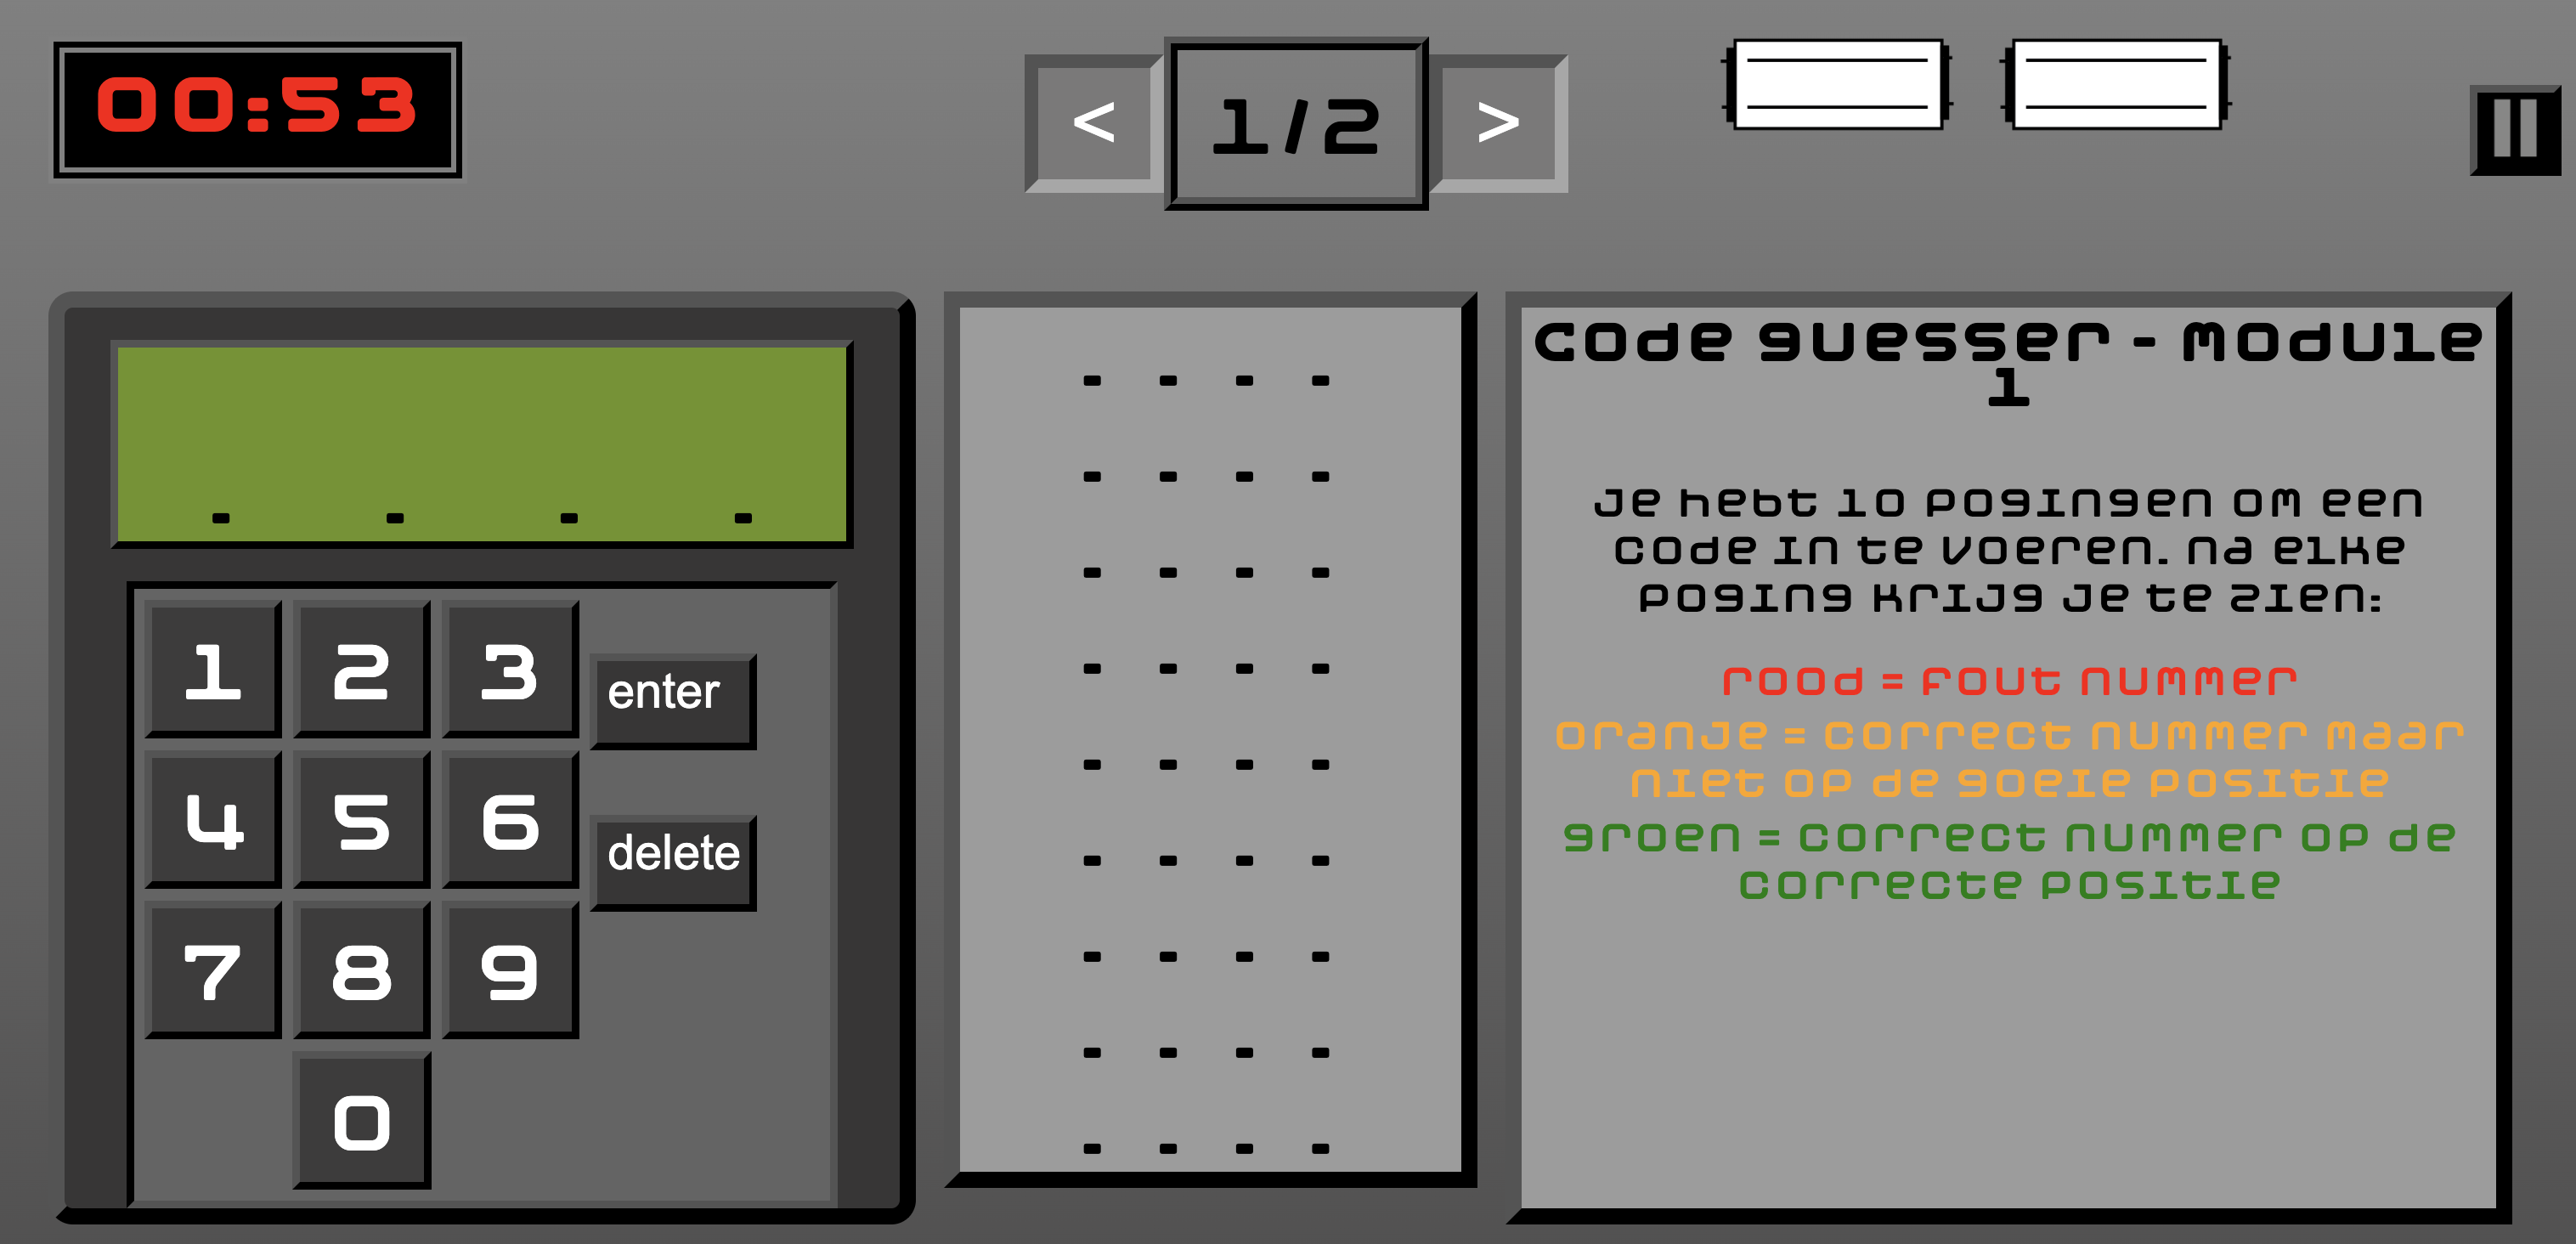 00:53
<
1/2
>
- - - -
1 2 3
enter
4 5 6
delete
7 8 9
0
- - - -
- - - -
- - - -
- - - -
- - - -
- - - -
- - - -
- - - -
- - - -
Code guesser - Module
1
Je hebt 10 pogingen om een
code in te voeren. Na elke
poging krijg je te zien:
rood = fout nummer
oranje = correct nummer maar
niet op de goeie positie
groen = correct nummer op de
correcte positie